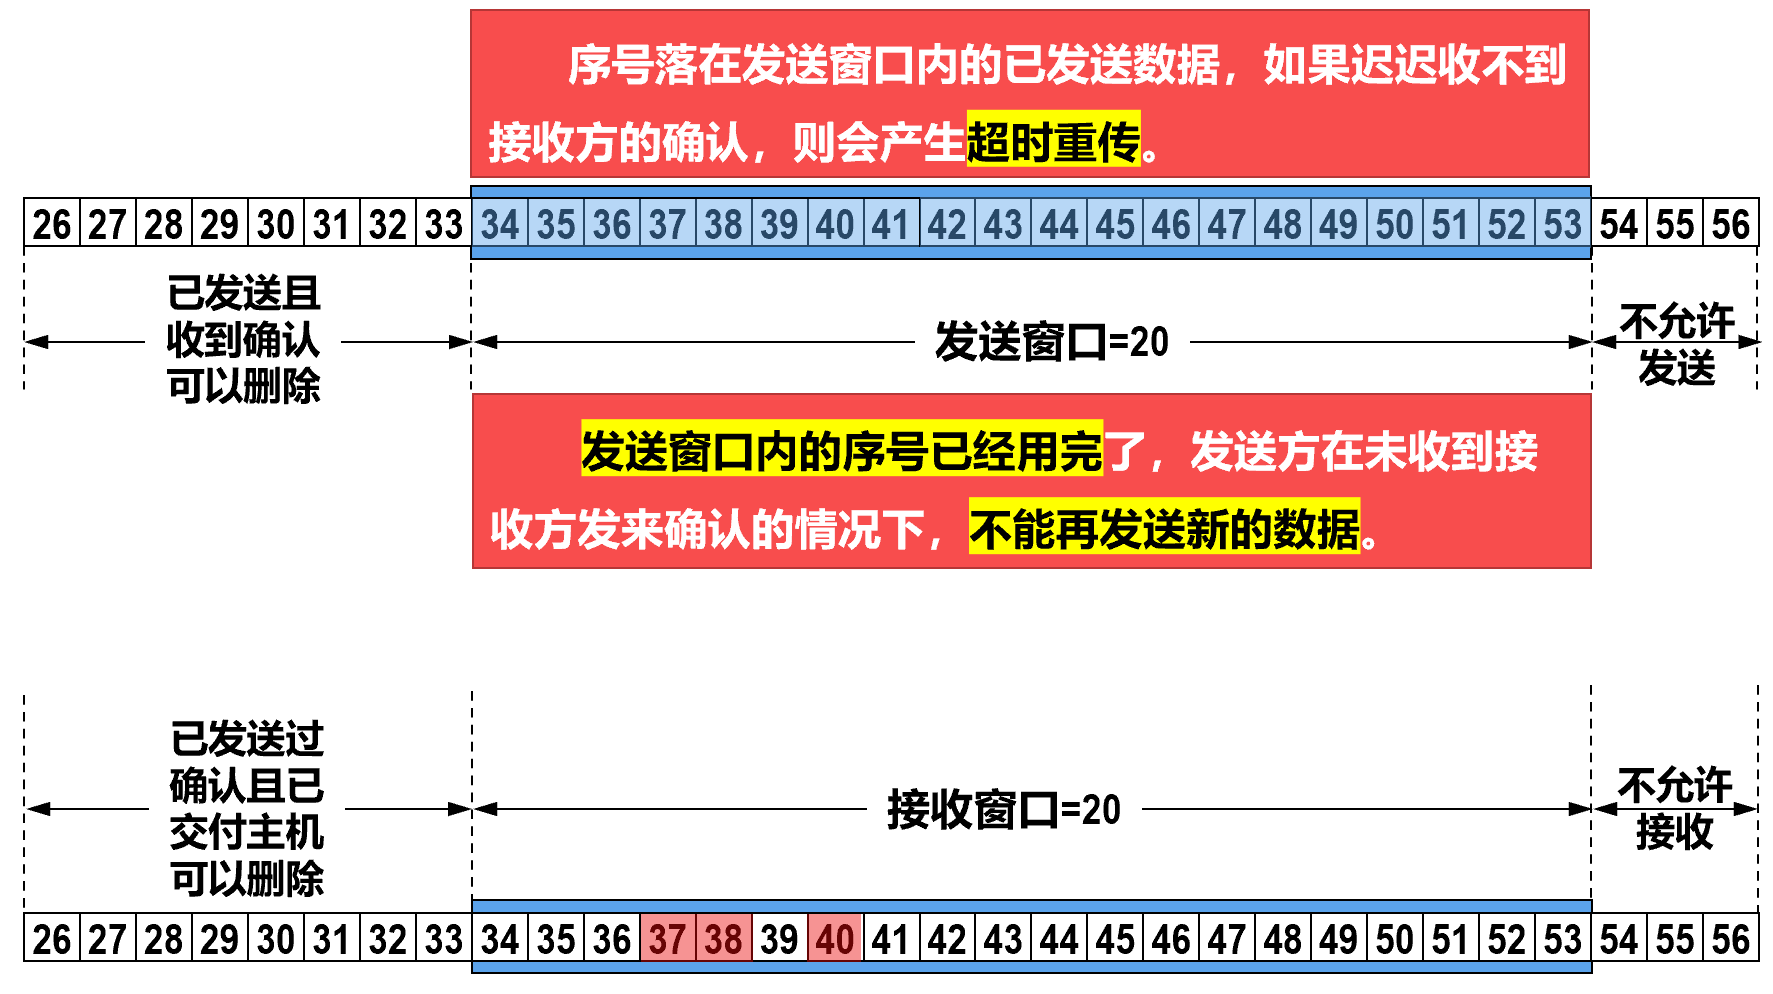 序号落在发送窗口内的已发送数据，如果迟迟收不到
接收方的确认，则会产生超时重传。
26 27 28 29 30 31 32 33 34 35 36 37 38 39 40 41 42 43 44 45 46 47 48 49 50 51 52 53 54 55 56
已发送且
收到确认
可以删除
发送窗口=20
不允许
发送
发送窗口内的序号已经用完了，发送方在未收到接
收方发来确认的情况下，不能再发送新的数据。
已发送过
确认且已
交付主机
可以删除
接收窗口=20
不允许
接收
26 27 28 29 30 31 32 33 34 35 36 37 38 39 40 41 42 43 44 45 46 47 48 49 50 51 52 53 54 55 56